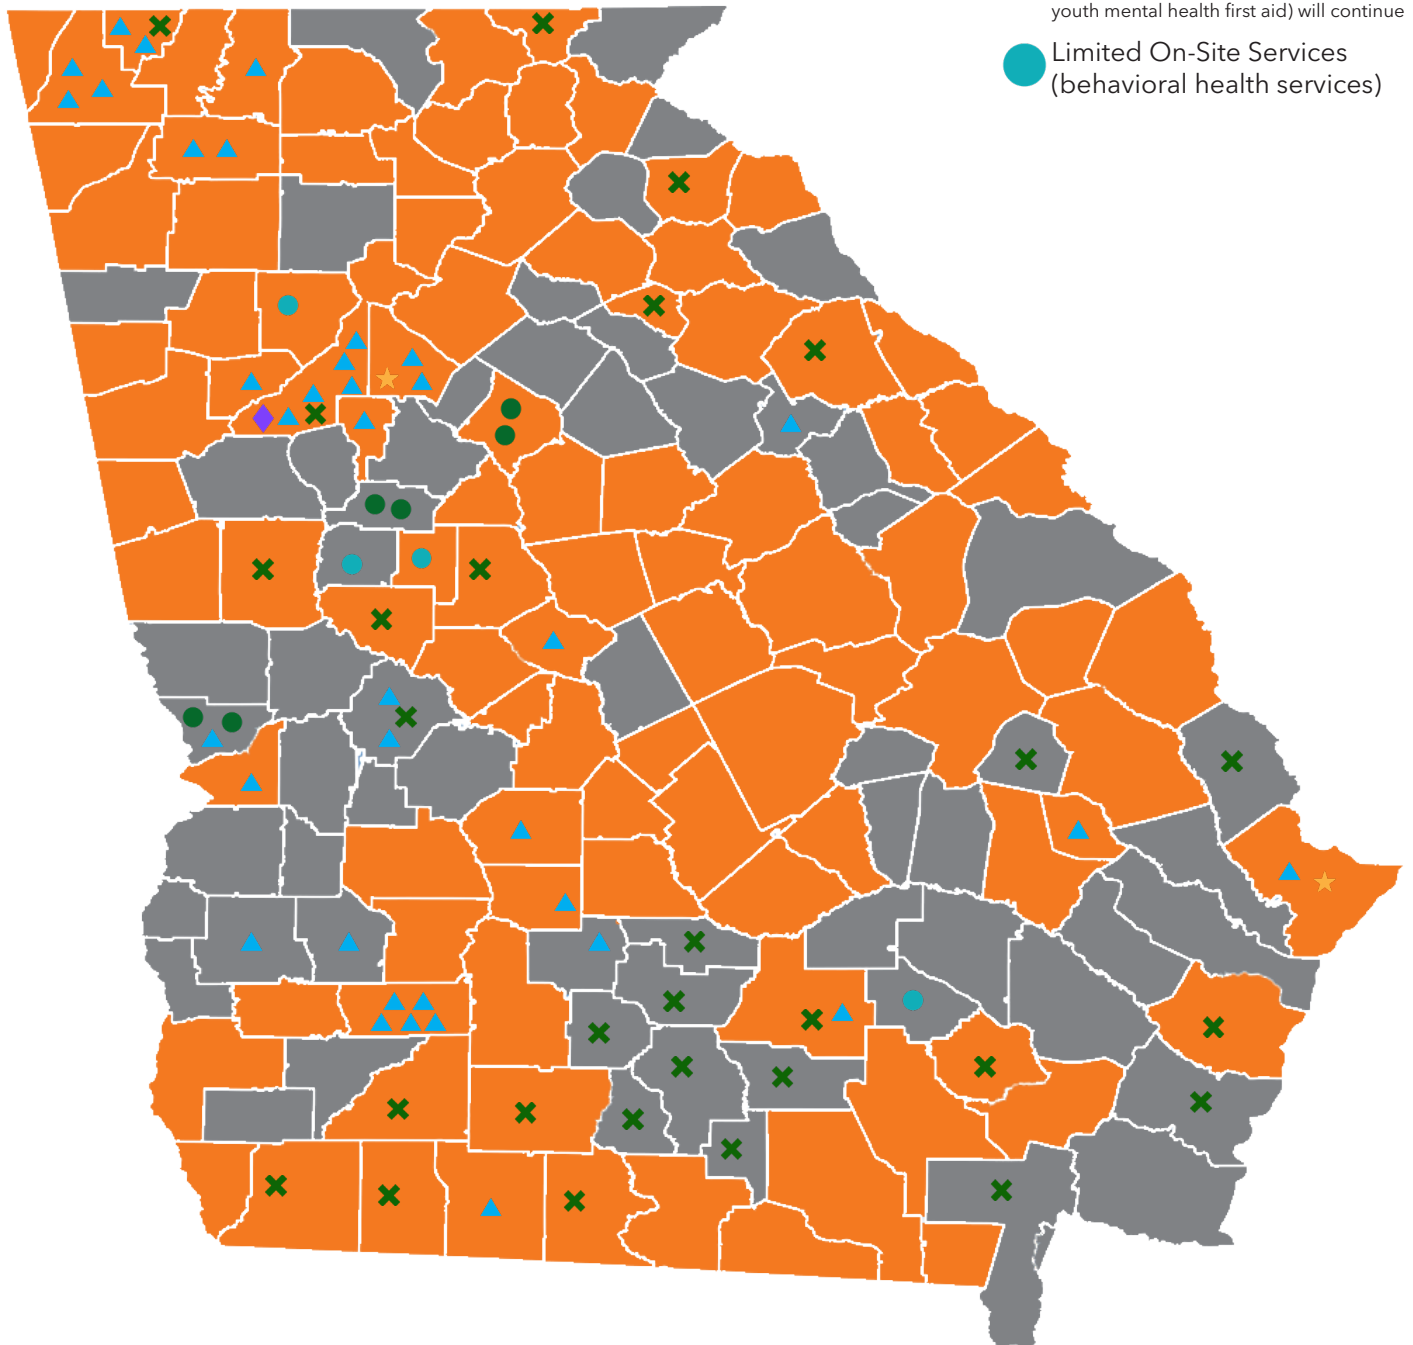 youth mental health first aid) will continue
Limited On-Site Services
(behavioral health services)